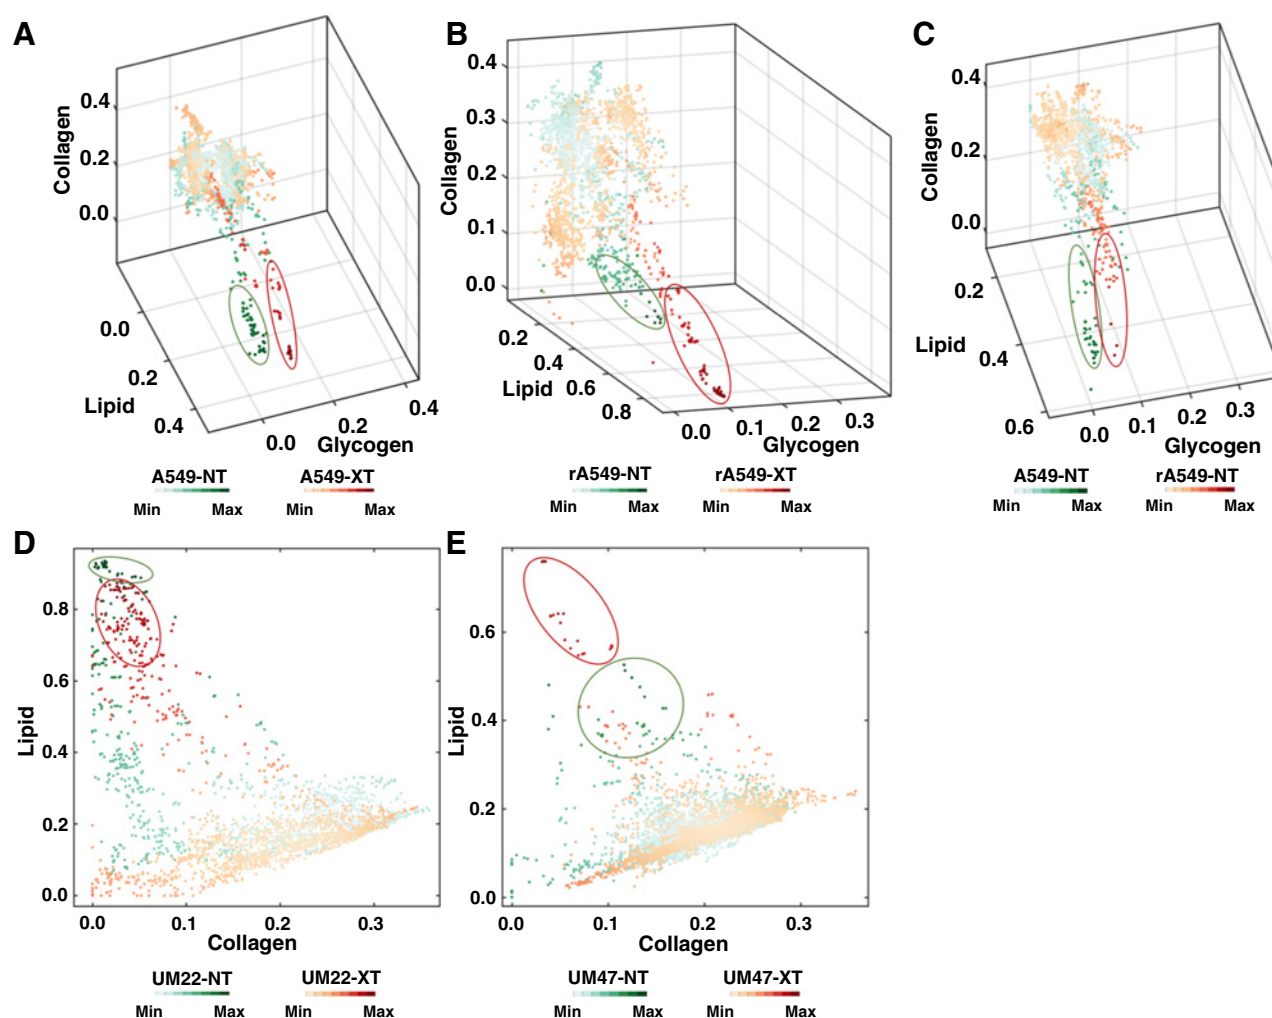 A
B
C
Collagen
0.4
0.2
0.0
0.0
0.2
0.4
Lipid
0.0
0.2
0.4
Glycogen
A549-NT
A549-XT
Min Max Min Max
Collagen
0.4
0.3
0.2
0.1
0.0
0.2
0.4
0.6
0.8
Lipid
0.0 0.1 0.2 0.3
Glycogen
rA549-NT
rA549-XT
Min Max Min Max
Collagen
0.4
0.2
0.0
0.2
0.4
0.6
Lipid
0.0 0.1 0.2 0.3
Glycogen
A549-NT
rA549-NT
Min Max Min Max
D
E
Lipid
0.8
0.6
0.4
0.2
0.0
0.0 0.1 0.2 0.3
Collagen
UM22-NT
UM22-XT
Min Max Min Max
Lipid
0.6
0.4
0.2
0.0
0.0 0.1 0.2 0.3
Collagen
UM47-NT
UM47-XT
Min Max Min Max